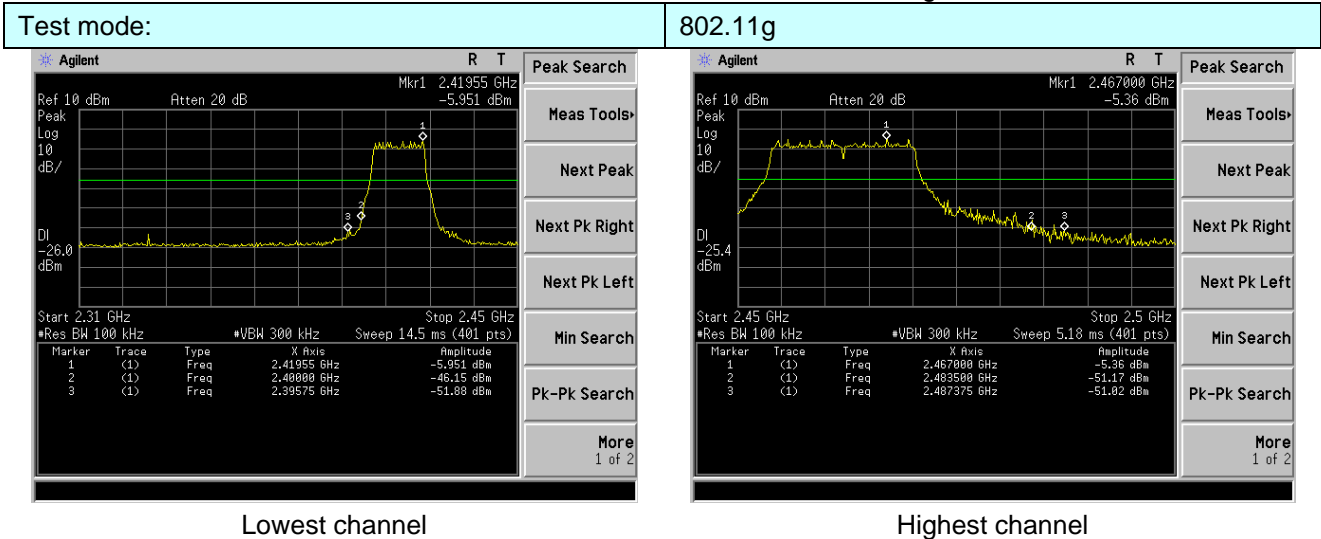 Test mode: 802.11g
Agilent R T
Mkr1 2.41955 GHz
Ref 10 dBm Atten 20 dB -5.951 dBm
Peak
Log
10
dB/
1
2
3
DI
-26.0
dBm
Start 2.31 GHz Stop 2.45 GHz
#Res BW 100 kHz #VBW 300 kHz Sweep 14.5 ms (401 pts)
Marker Trace Type X Axis Amplitude
1 (1) Freq 2.41955 GHz -5.951 dBm
2 (1) Freq 2.40000 GHz -46.15 dBm
3 (1) Freq 2.39575 GHz -51.88 dBm
Peak Search
Meas Tools
Next Peak
Next Pk Right
Next Pk Left
Min Search
Pk-Pk Search
More
1 of 2
Lowest channel
Agilent R T
Mkr1 2.467000 GHz
Ref 10 dBm Atten 20 dB -5.36 dBm
Peak
Log
10
dB/
1
2 3
DI
-25.4
dBm
Start 2.45 GHz Stop 2.5 GHz
#Res BW 100 kHz #VBW 300 kHz Sweep 5.18 ms (401 pts)
Marker Trace Type X Axis Amplitude
1 (1) Freq 2.467000 GHz -5.36 dBm
2 (1) Freq 2.483500 GHz -51.17 dBm
3 (1) Freq 2.487375 GHz -51.02 dBm
Peak Search
Meas Tools
Next Peak
Next Pk Right
Next Pk Left
Min Search
Pk-Pk Search
More
1 of 2
Highest channel